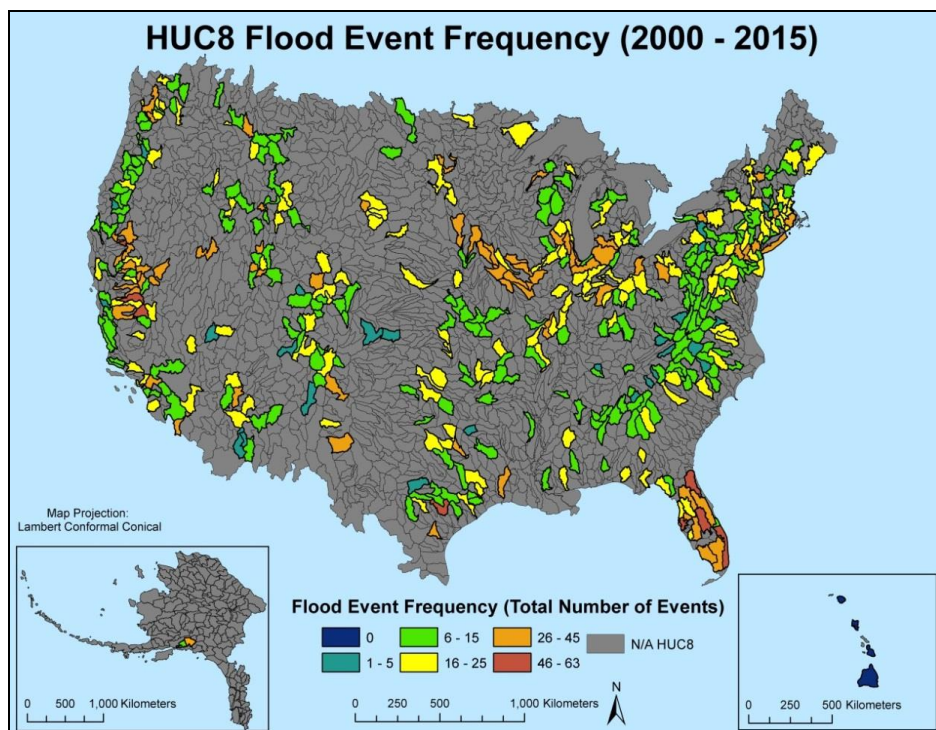 HUC8 Flood Event Frequency (2000 - 2015)
Map Projection:
Lambert Conformal Conical
Flood Event Frequency (Total Number of Events)
0
6 - 15
26 - 45
N/A HUC8
1 - 5
16 - 25
46 - 63
N
0 500 1,000 Kilometers
0 250 500 1,000 Kilometers
0 250 500 Kilometers